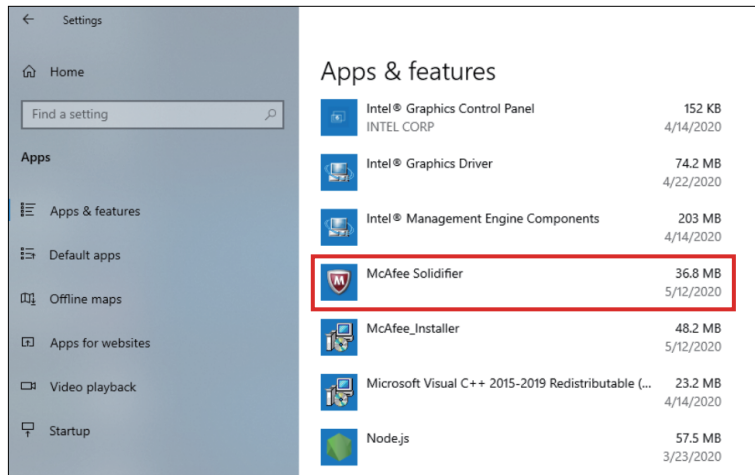 Settings
Home
Find a setting
Apps
Apps & features
Default apps
Offline maps
Apps for websites
Video playback
Startup
Apps & features
Intel® Graphics Control Panel 152 KB
INTEL CORP 4/14/2020
Intel® Graphics Driver 74.2 MB
4/22/2020
Intel® Management Engine Components 203 MB
4/14/2020
McAfee Solidifier 36.8 MB
5/12/2020
McAfee_Installer 48.2 MB
5/12/2020
Microsoft Visual C++ 2015-2019 Redistributable (... 23.2 MB
4/14/2020
Node.js 57.5 MB
3/23/2020